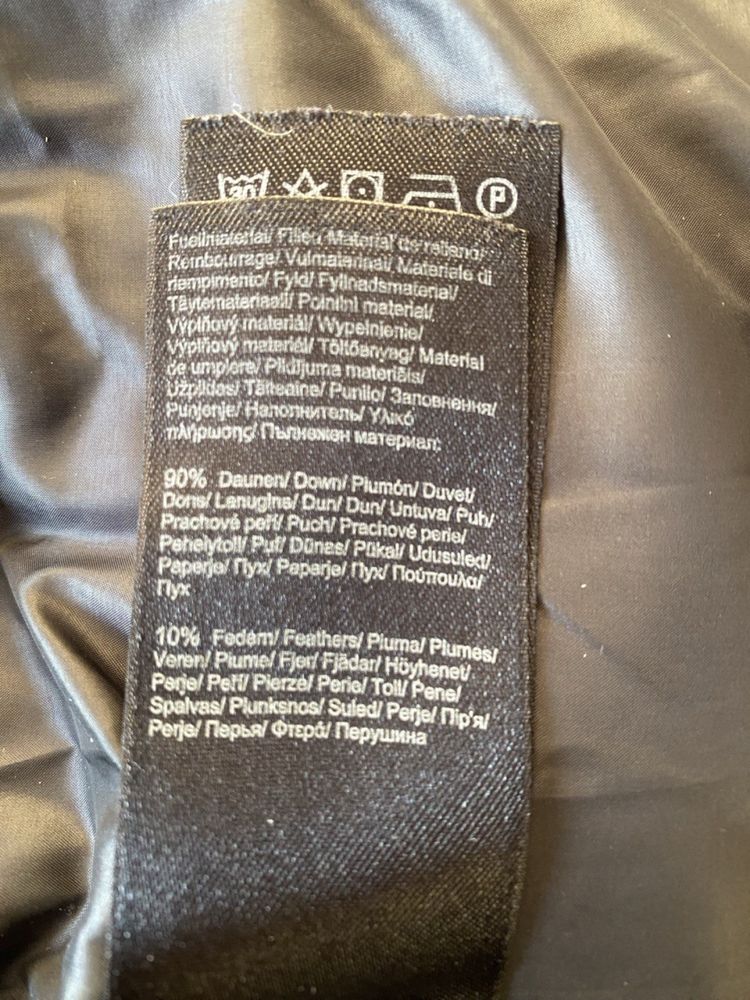 30
P
Fuellmaterial/ Filled Material de relleno/
Rembourrage/ Vulmateriaal/ Materiale di
riempimento/ Fyld/ Fyllnadsmaterial/
Täytemateriaali/ Polnilni material/
Výplňový materiál/ Wypełnienie/
Výplňový materiál/ Töltőanyag/ Material
de umplere/ Pildījuma materiāls/
Užpildas/ Täiteaine/ Punilo/ Заповнення/
Punjenje/ Наполнитель/ Υλικό
πλήρωσης/ Пълнежен материал:
90% Daunen/ Down/ Plumón/ Duvet/
Dons/ Lanugine/ Dun/ Dun/ Untuva/ Puh/
Prachové peří/ Puch/ Prachové perie/
Pehelytoll/ Puf/ Dūnas/ Pūkai/ Udusuled/
Paperje/ Пух/ Paperje/ Пух/ Πούπουλα/
Пух
10% Federn/ Feathers/ Pluma/ Plumes/
Veren/ Piume/ Fjer/ Fjädar/ Höyhenet/
Perje/ Peří/ Pierze/ Perie/ Toll/ Pene/
Spalvas/ Plunksnos/ Suled/ Perje/ Пір'я/
Perje/ Перья/ Φτερά/ Перушина